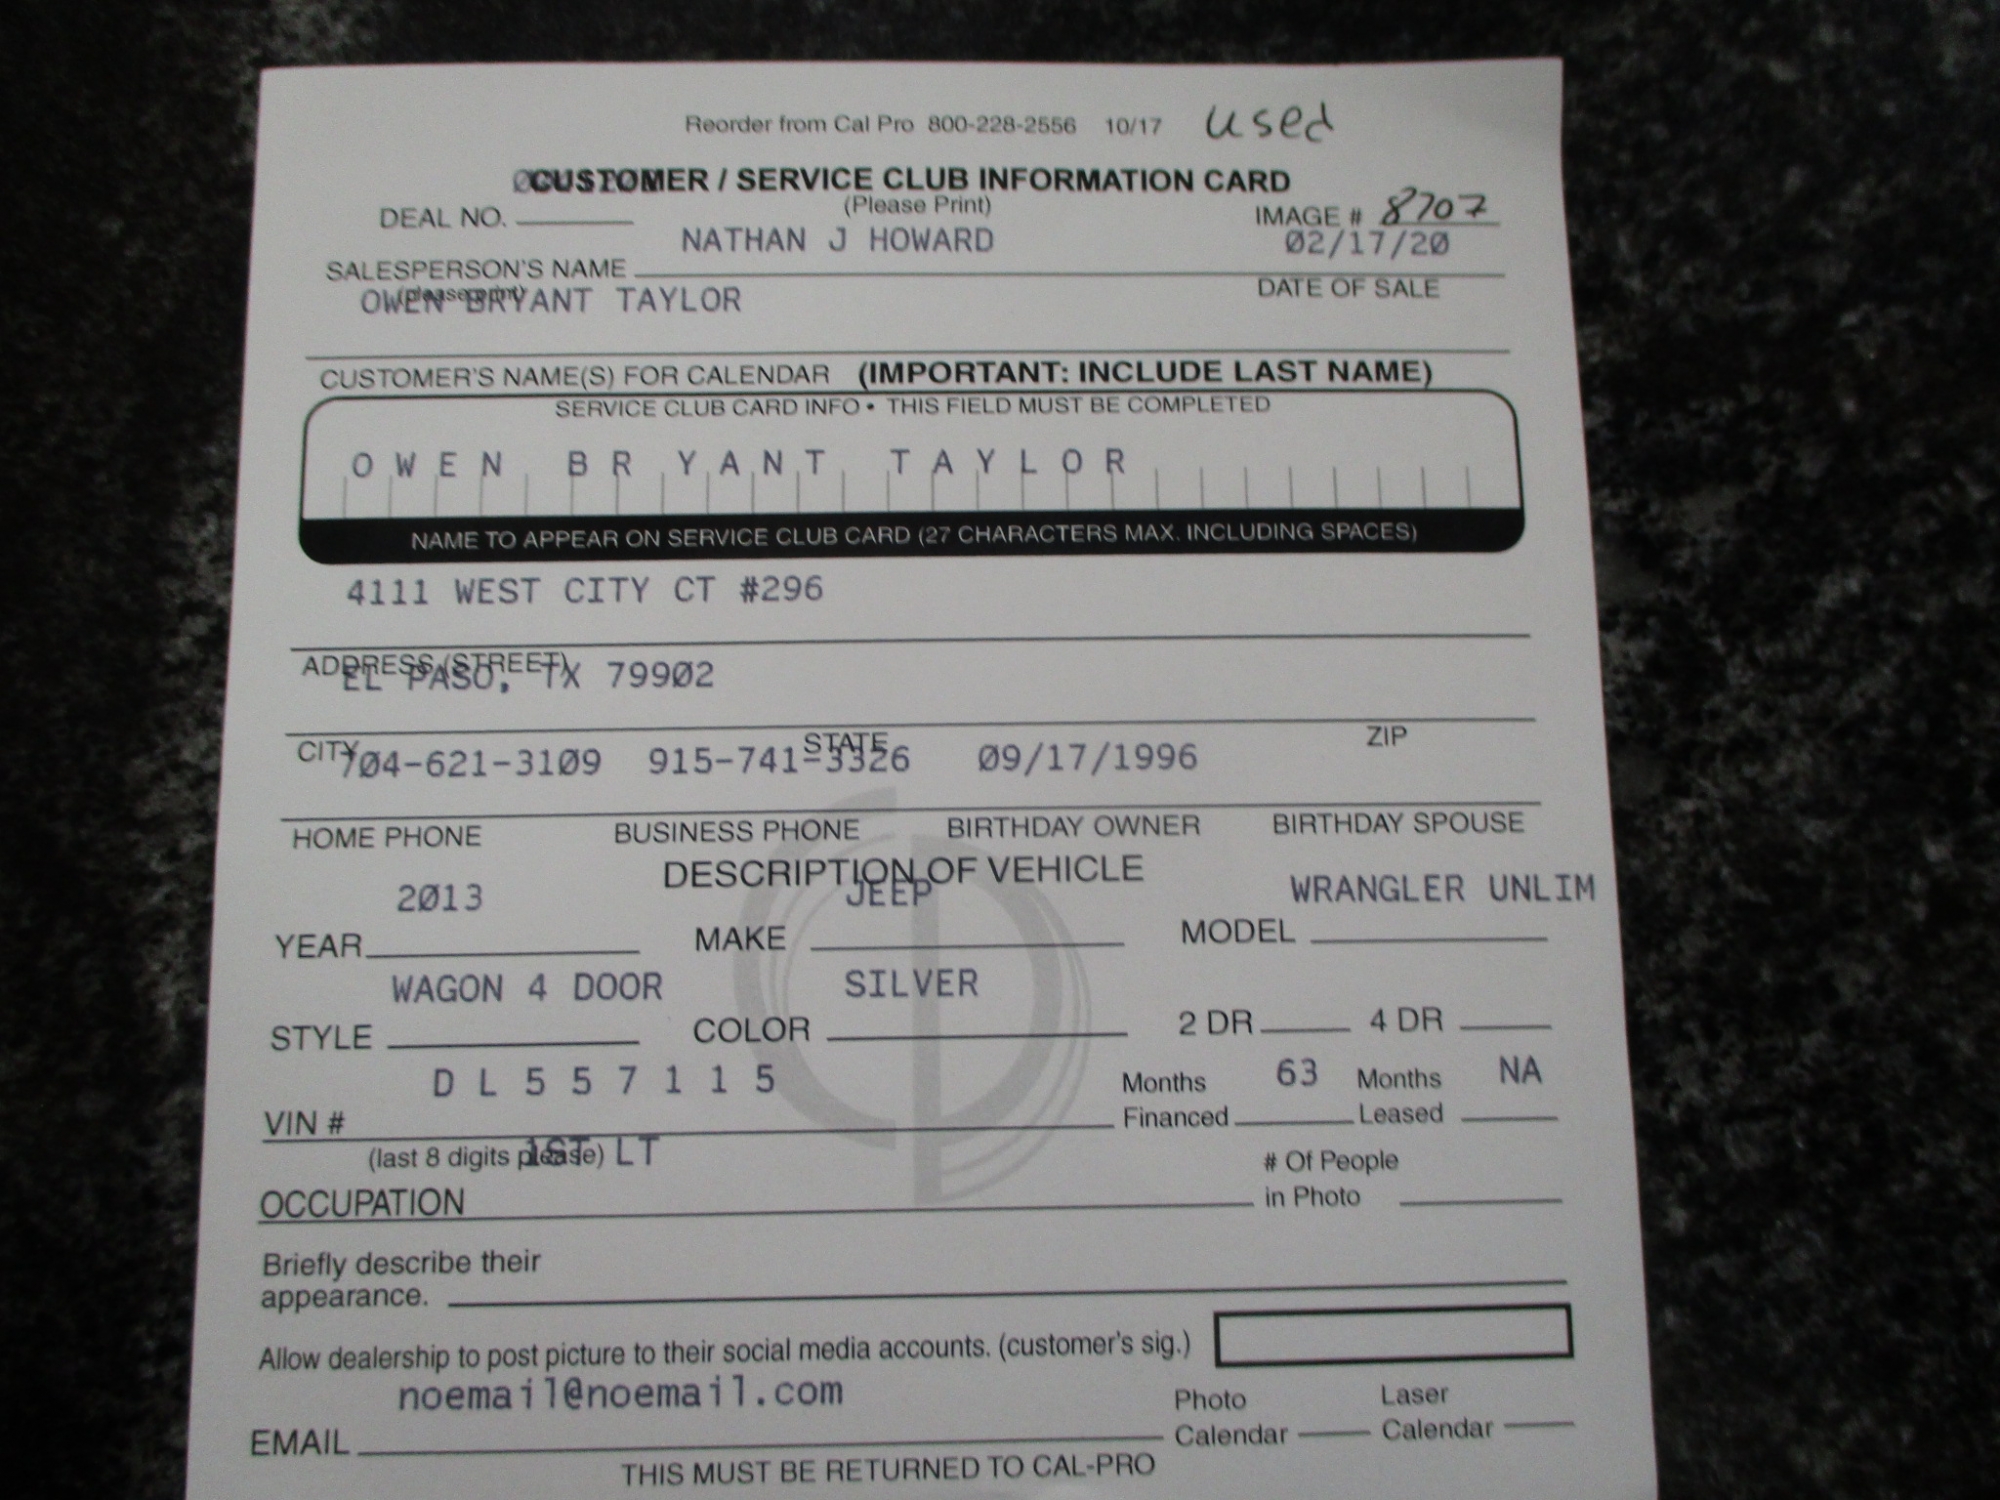 Reorder from Cal Pro 800-228-2556 10/17 used
CUSTOMER / SERVICE CLUB INFORMATION CARD
(Please Print)
DEAL NO. IMAGE # 8707
NATHAN J HOWARD 02/17/20
SALESPERSON'S NAME
(please print) DATE OF SALE
OWEN BRYANT TAYLOR
CUSTOMER'S NAME(S) FOR CALENDAR (IMPORTANT: INCLUDE LAST NAME)
SERVICE CLUB CARD INFO • THIS FIELD MUST BE COMPLETED
OWEN BRYANT TAYLOR
NAME TO APPEAR ON SERVICE CLUB CARD (27 CHARACTERS MAX. INCLUDING SPACES)
4111 WEST CITY CT #296
ADDRESS (STREET)
EL PASO, TX 79902
CITY STATE ZIP
704-621-3109 915-741-3326 09/17/1996
HOME PHONE BUSINESS PHONE BIRTHDAY OWNER BIRTHDAY SPOUSE
DESCRIPTION OF VEHICLE
2013 JEEP WRANGLER UNLIM
YEAR MAKE MODEL
WAGON 4 DOOR SILVER
STYLE COLOR 2 DR 4 DR
DL557115 Months 63 Months NA
VIN # Financed Leased
(last 8 digits please) 1ST LT
OCCUPATION # Of People
in Photo
Briefly describe their
appearance.
Allow dealership to post picture to their social media accounts. (customer's sig.)
noemail@noemail.com Photo Laser
EMAIL Calendar Calendar
THIS MUST BE RETURNED TO CAL-PRO